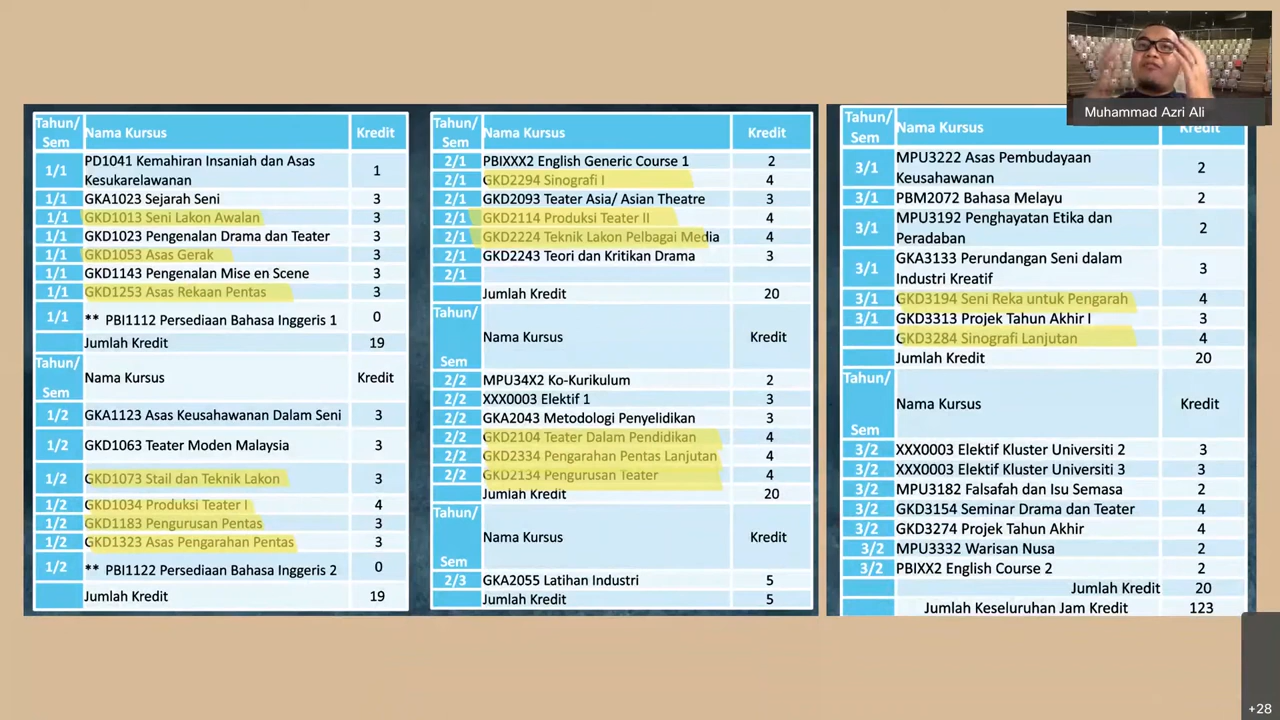 Tahun/
Sem
Nama Kursus
Kredit
1/1
PD1041 Kemahiran Insaniah dan Asas
Kesukarelawanan
1
1/1
GKA1023 Sejarah Seni
3
1/1
GKD1013 Seni Lakon Awalan
3
1/1
GKD1023 Pengenalan Drama dan Teater
3
1/1
GKD1053 Asas Gerak
3
1/1
GKD1143 Pengenalan Mise en Scene
3
1/1
GKD1253 Asas Rekaan Pentas
3
1/1
** PBI1112 Persediaan Bahasa Inggeris 1
0
Jumlah Kredit
19
Tahun/
Sem
Nama Kursus
Kredit
1/2
GKA1123 Asas Keusahawanan Dalam Seni
3
1/2
GKD1063 Teater Moden Malaysia
3
1/2
GKD1073 Stail dan Teknik Lakon
3
1/2
GKD1034 Produksi Teater I
4
1/2
GKD1183 Pengurusan Pentas
3
1/2
GKD1323 Asas Pengarahan Pentas
3
1/2
** PBI1122 Persediaan Bahasa Inggeris 2
0
Jumlah Kredit
19
Tahun/
Sem
Nama Kursus
Kredit
2/1
PBIXXX2 English Generic Course 1
2
2/1
GKD2294 Sinografi I
4
2/1
GKD2093 Teater Asia/ Asian Theatre
3
2/1
GKD2114 Produksi Teater II
4
2/1
GKD2224 Teknik Lakon Pelbagai Media
4
2/1
GKD2243 Teori dan Kritikan Drama
3
2/1
Jumlah Kredit
20
Tahun/
Sem
Nama Kursus
Kredit
2/2
MPU34X2 Ko-Kurikulum
2
2/2
XXX0003 Elektif 1
3
2/2
GKA2043 Metodologi Penyelidikan
3
2/2
GKD2104 Teater Dalam Pendidikan
4
2/2
GKD2334 Pengarahan Pentas Lanjutan
4
2/2
GKD2134 Pengurusan Teater
4
Jumlah Kredit
20
Tahun/
Sem
Nama Kursus
Kredit
2/3
GKA2055 Latihan Industri
5
Jumlah Kredit
5
Tahun/
Sem
Nama Kursus
Kredit
3/1
MPU3222 Asas Pembudayaan
Keusahawanan
2
3/1
PBM2072 Bahasa Melayu
2
3/1
MPU3192 Penghayatan Etika dan
Peradaban
2
3/1
GKA3133 Perundangan Seni dalam
Industri Kreatif
3
3/1
GKD3194 Seni Reka untuk Pengarah
4
3/1
GKD3313 Projek Tahun Akhir I
3
GKD3284 Sinografi Lanjutan
4
Jumlah Kredit
20
Tahun/
Sem
Nama Kursus
Kredit
3/2
XXX0003 Elektif Kluster Universiti 2
3
3/2
XXX0003 Elektif Kluster Universiti 3
3
3/2
MPU3182 Falsafah dan Isu Semasa
2
3/2
GKD3154 Seminar Drama dan Teater
4
3/2
GKD3274 Projek Tahun Akhir
4
3/2
MPU3332 Warisan Nusa
2
3/2
PBIXX2 English Course 2
2
Jumlah Kredit
20
Jumlah Keseluruhan Jam Kredit
123
Muhammad Azri Ali
+28